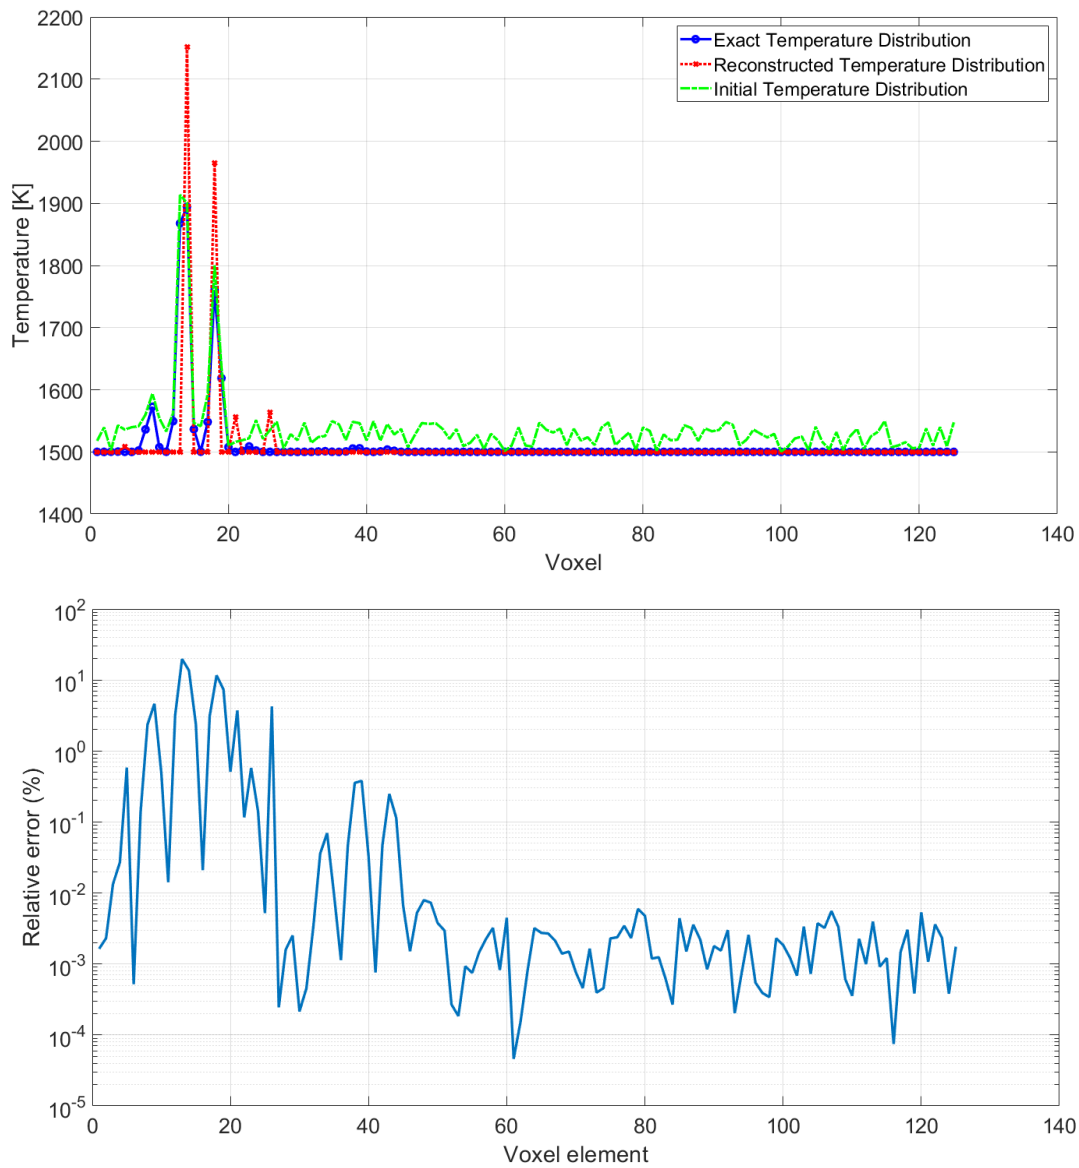 2200
2100
2000
1900
1800
1700
1600
1500
1400
Temperature [K]
Exact Temperature Distribution
Reconstructed Temperature Distribution
Initial Temperature Distribution
0 20 40 60 80 100 120 140
Voxel
10^2
10^1
10^0
10^-1
10^-2
10^-3
10^-4
10^-5
Relative error (%)
0 20 40 60 80 100 120 140
Voxel element